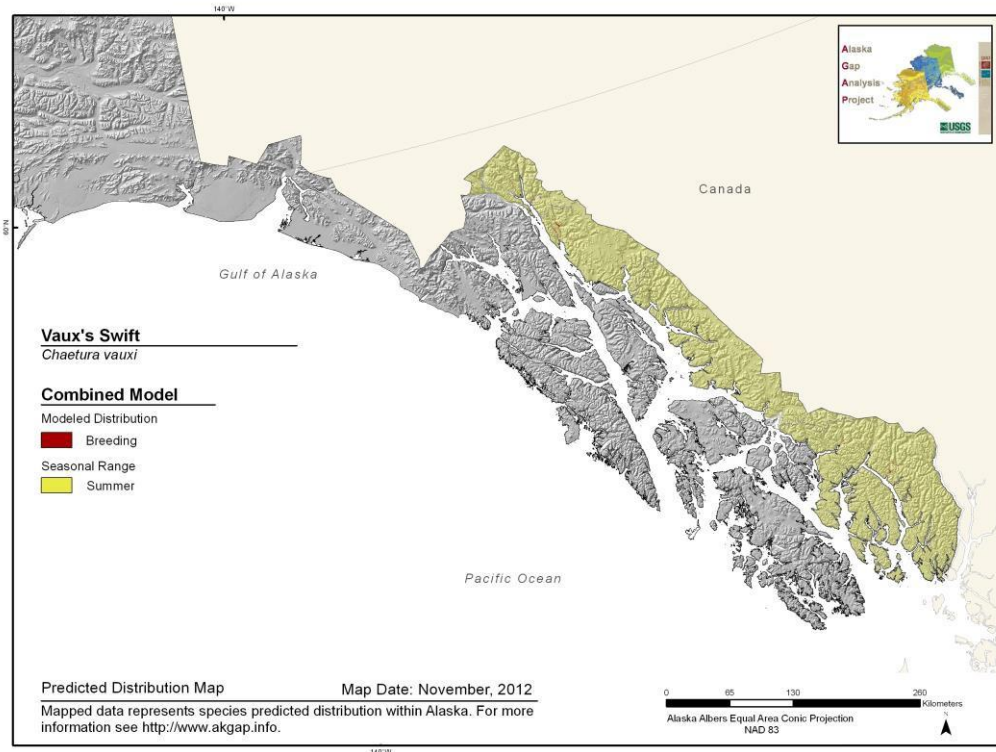 140°W
Alaska
Gap
Analysis
Project
USGS
Canada
60°N
Gulf of Alaska
Vaux's Swift
Chaetura vauxi
Combined Model
Modeled Distribution
Breeding
Seasonal Range
Summer
Pacific Ocean
Predicted Distribution Map Map Date: November, 2012
Mapped data represents species predicted distribution within Alaska. For more
information see http://www.akgap.info.
0 65 130 260
Kilometers
Alaska Albers Equal Area Conic Projection
NAD 83
N
140°W